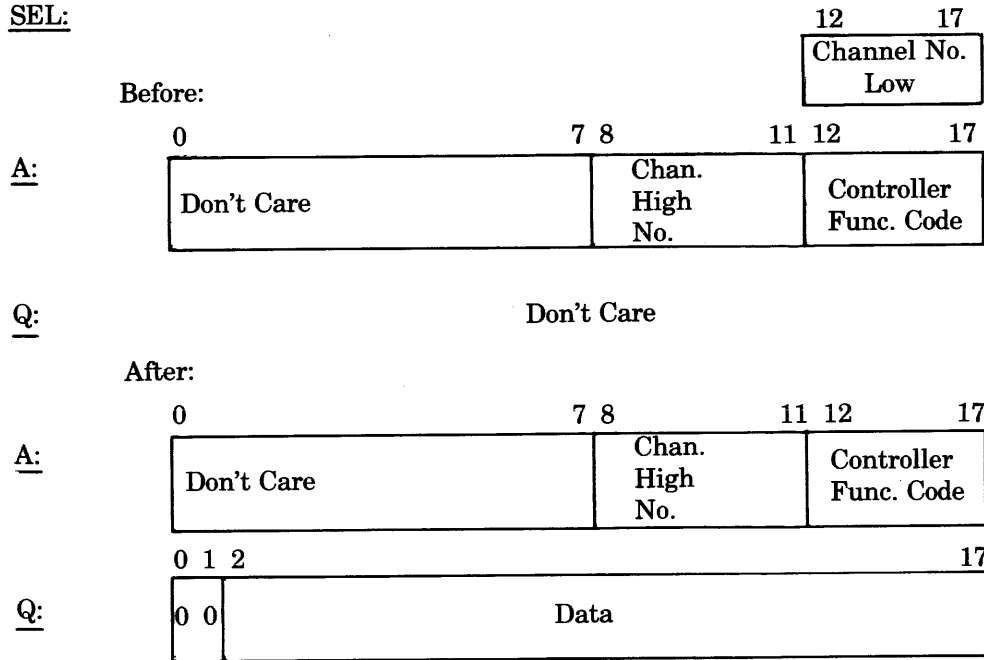 SEL:
12 17
Channel No.
Low
Before:
0 7 8 11 12 17
A:
Don't Care
Chan.
High
No.
Controller
Func. Code
Q:
Don't Care
After:
0 7 8 11 12 17
A:
Don't Care
Chan.
High
No.
Controller
Func. Code
0 1 2 17
Q:
0 0
Data